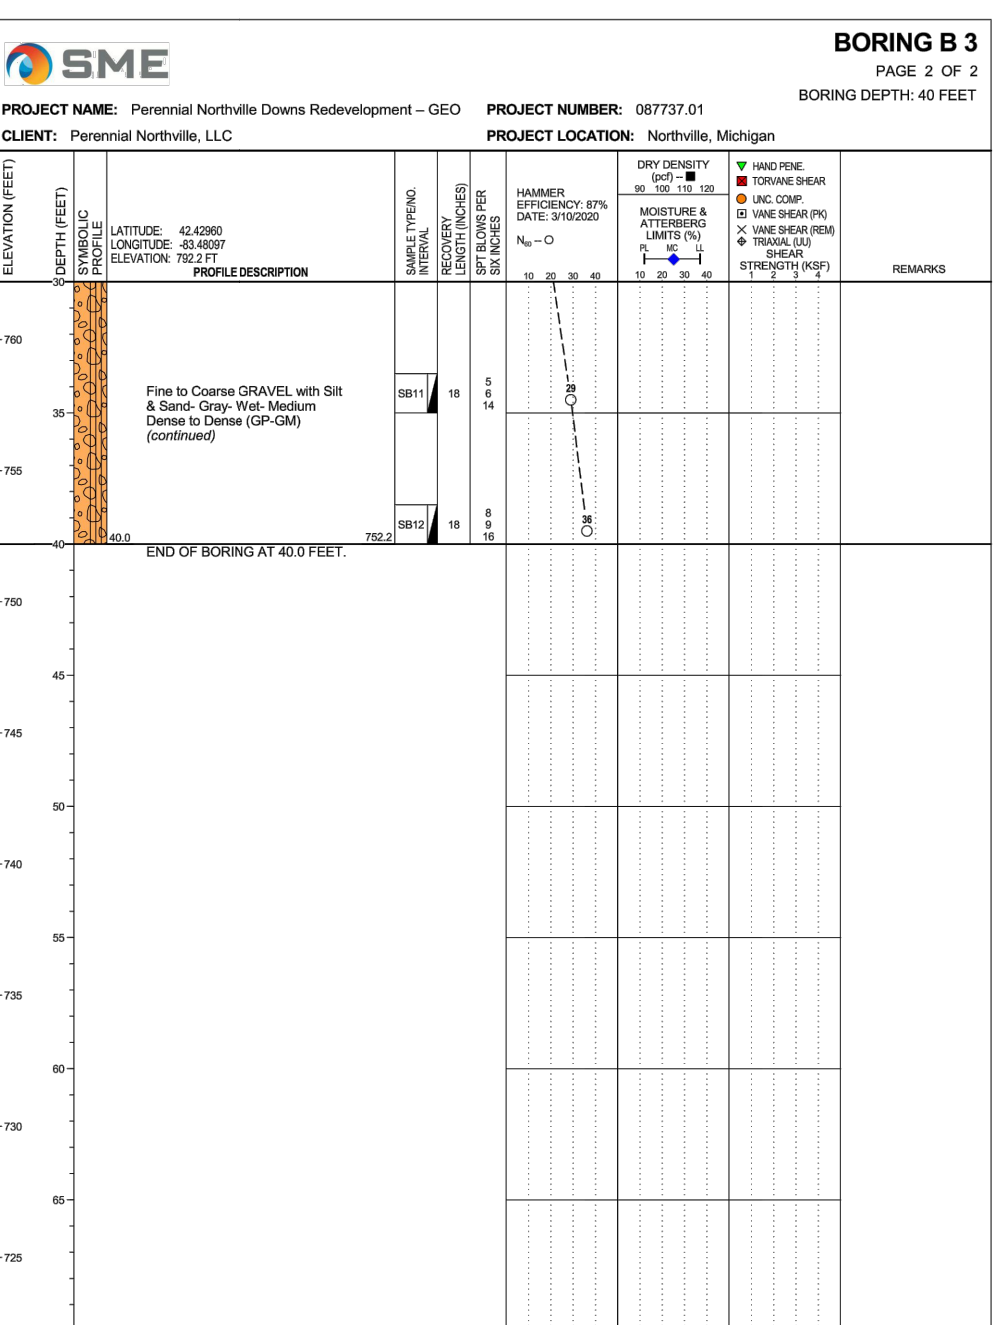 BORING B 3
PAGE 2 OF 2
BORING DEPTH: 40 FEET
SME
PROJECT NAME: Perennial Northville Downs Redevelopment – GEO PROJECT NUMBER: 087737.01
CLIENT: Perennial Northville, LLC PROJECT LOCATION: Northville, Michigan
ELEVATION (FEET)
DEPTH (FEET)
SYMBOLIC
PROFILE
LATITUDE: 42.42960
LONGITUDE: -83.48097
ELEVATION: 792.2 FT
PROFILE DESCRIPTION
SAMPLE TYPE/NO.
INTERVAL
RECOVERY
LENGTH (INCHES)
SPT BLOWS PER
SIX INCHES
HAMMER
EFFICIENCY: 87%
DATE: 3/10/2020
N60 -- O
10 20 30 40
DRY DENSITY
(pcf) --
90 100 110 120
MOISTURE &
ATTERBERG
LIMITS (%)
PL MC LL
10 20 30 40
HAND PENE.
TORVANE SHEAR
UNC. COMP.
VANE SHEAR (PK)
VANE SHEAR (REM)
TRIAXIAL (UU)
SHEAR
STRENGTH (KSF)
1 2 3 4
REMARKS
30
760
Fine to Coarse GRAVEL with Silt
& Sand- Gray- Wet- Medium
Dense to Dense (GP-GM)
(continued)
SB11
18
5
6
14
29
35
755
SB12
18
8
9
16
36
40.0 752.2
40
END OF BORING AT 40.0 FEET.
750
45
745
50
740
55
735
60
730
65
725